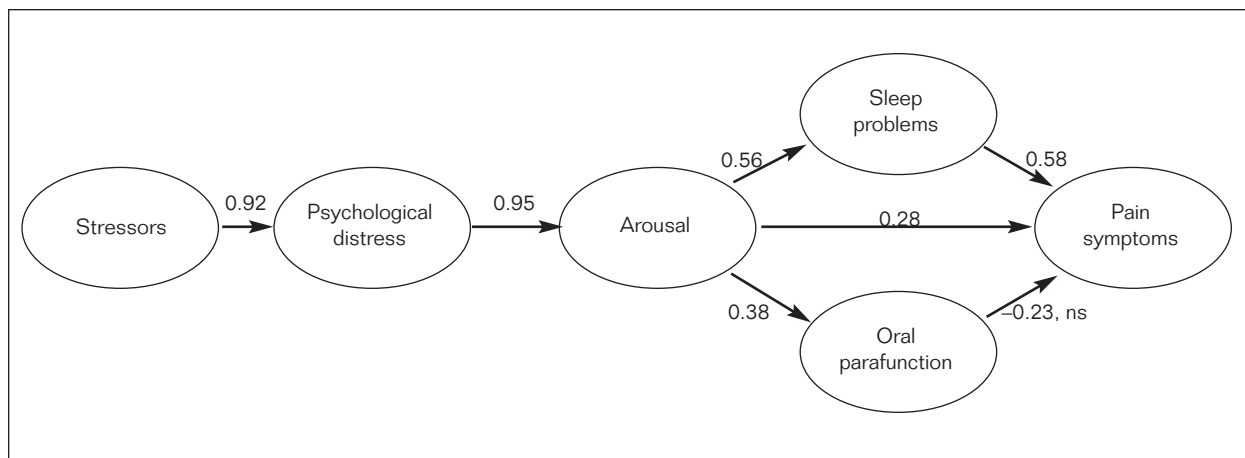 Sleep
problems
0.56
0.58
0.92
0.95
Stressors
Psychological
distress
Arousal
0.28
Pain
symptoms
0.38
–0.23, ns
Oral
parafunction